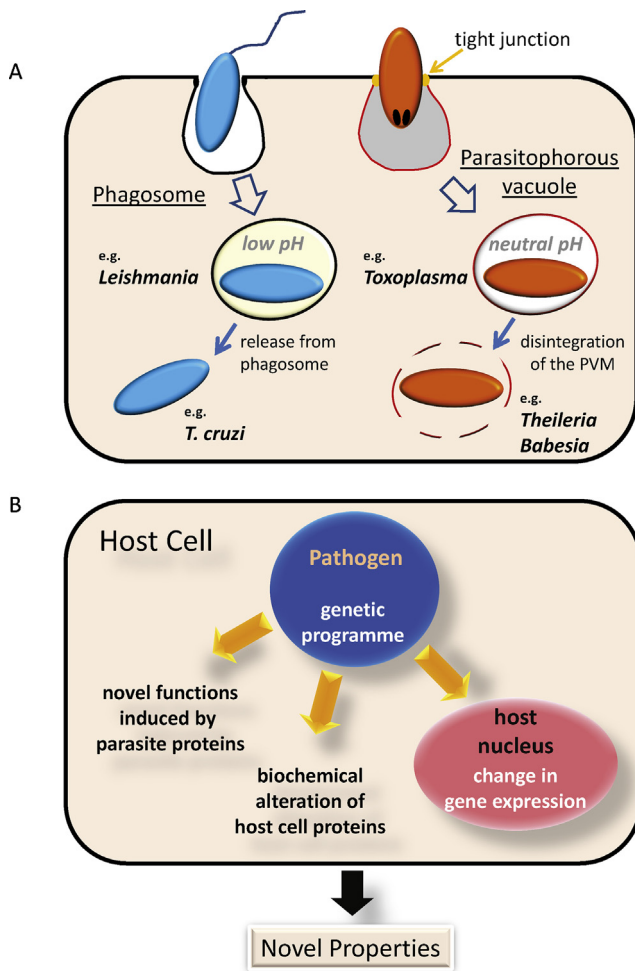 A
tight junction
Phagosome
Parasitophorous
vacuole
e.g.
Leishmania
low pH
e.g.
Toxoplasma
neutral pH
release from
phagosome
disintegration
of the PVM
e.g.
T. cruzi
e.g.
Theileria
Babesia
B
Host Cell
Pathogen
genetic
programme
novel functions
induced by
parasite proteins
biochemical
alteration of
host cell proteins
host
nucleus
change in
gene expression
Novel Properties